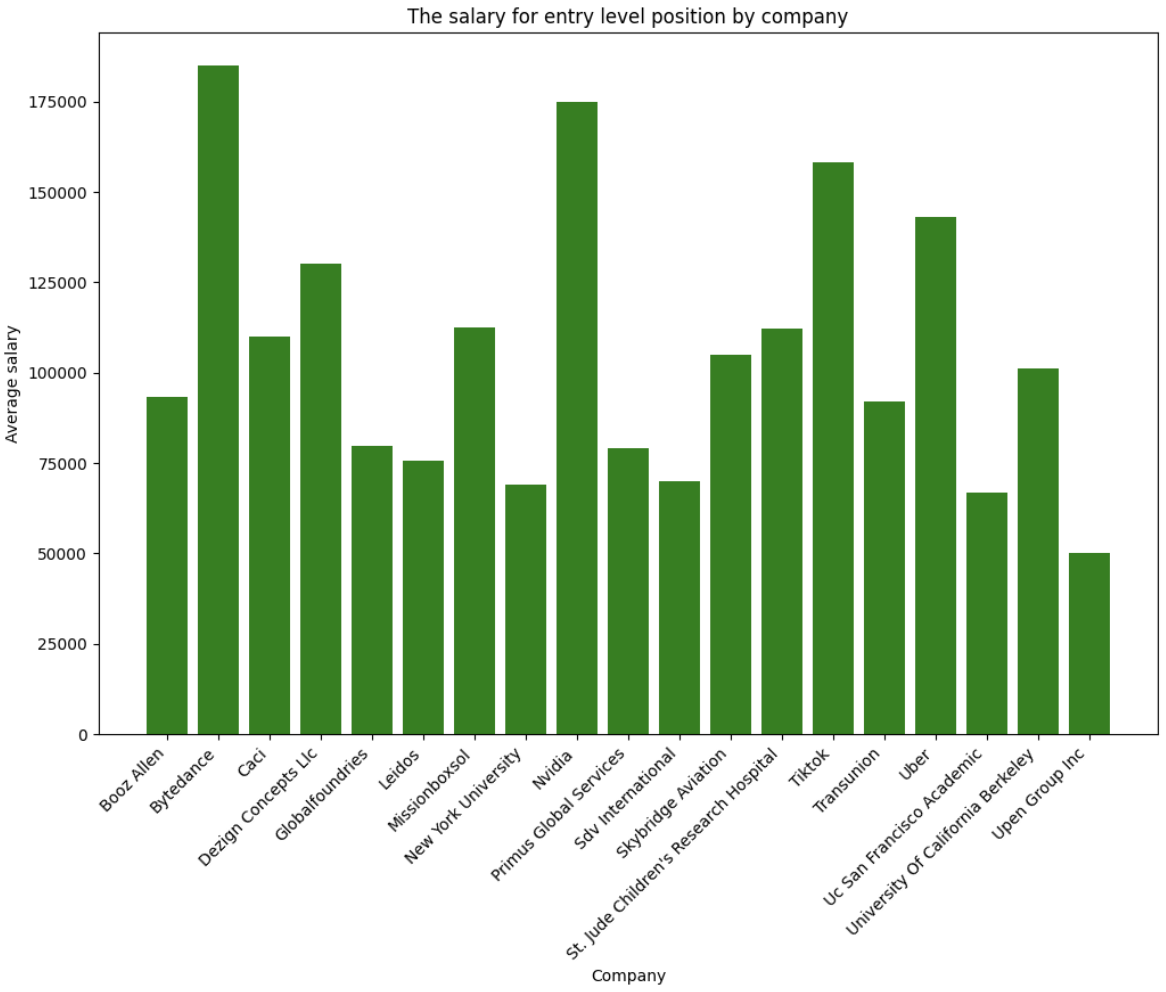 The salary for entry level position by company
Average salary
175000
150000
125000
100000
75000
50000
25000
0
Booz Allen
Bytedance
Caci
Dezign Concepts Llc
Globalfoundries
Leidos
Missionboxsol
New York University
Nvidia
Primus Global Services
Sdv International
Skybridge Aviation
St. Jude Children's Research Hospital
Tiktok
Transunion
Uber
Uc San Francisco Academic
University Of California Berkeley
Upen Group Inc
Company